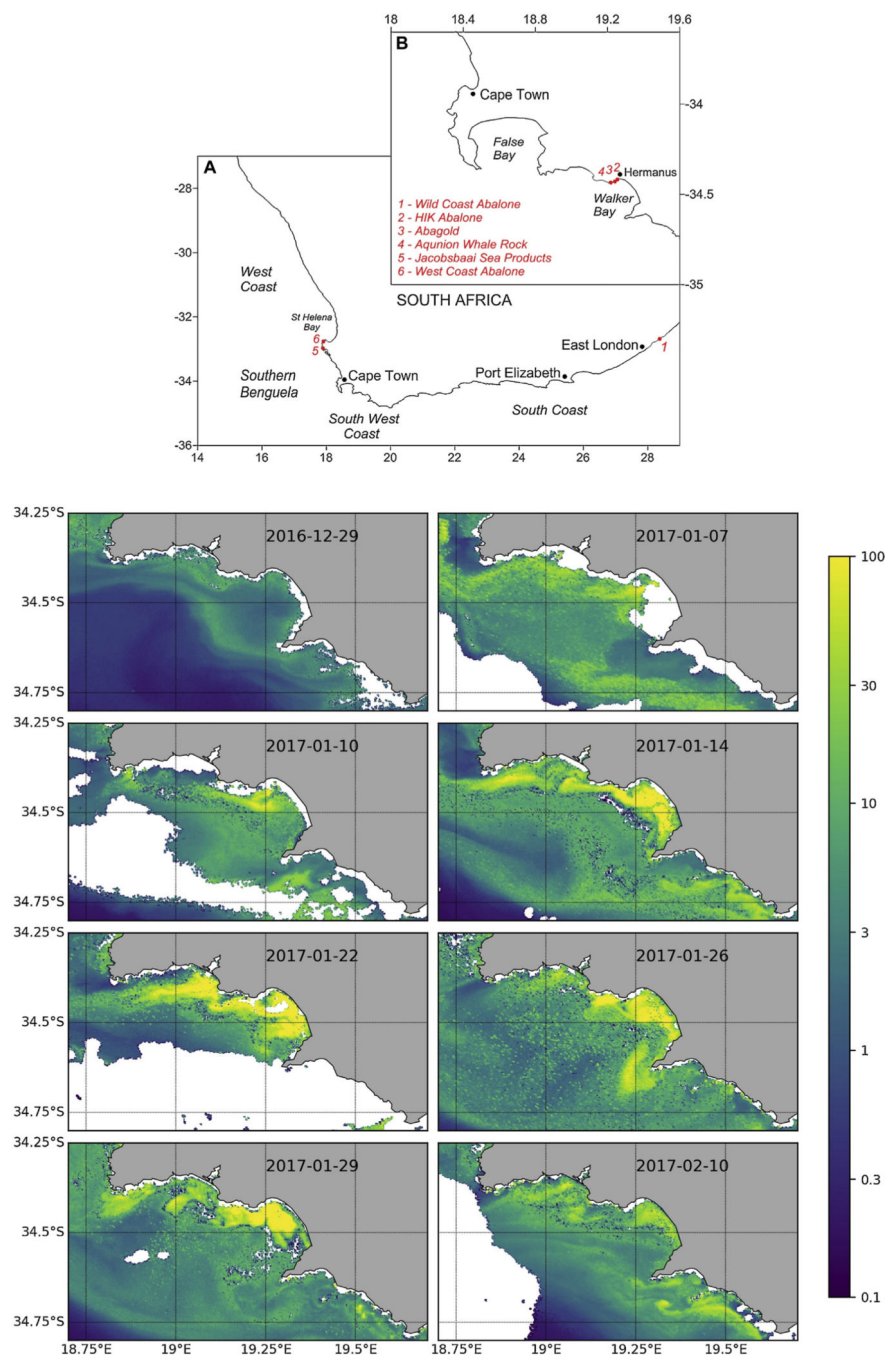 18 18.4 18.8 19.2 19.6
B
Cape Town
-34
False
Bay
432
Hermanus
Walker
Bay
-34.5
-35
A
-28
-30
-32
-34
-36
1 - Wild Coast Abalone
2 - HIK Abalone
3 - Abagold
4 - Aqunion Whale Rock
5 - Jacobsbaai Sea Products
6 - West Coast Abalone
West
Coast
SOUTH AFRICA
St Helena
Bay
6
5
East London
1
Cape Town
Port Elizabeth
Southern
Benguela
South West
Coast
South Coast
14 16 18 20 22 24 26 28
34.25°S
2016-12-29 2017-01-07
34.5°S
34.75°S
34.25°S
2017-01-10 2017-01-14
34.5°S
34.75°S
34.25°S
2017-01-22 2017-01-26
34.5°S
34.75°S
34.25°S
2017-01-29 2017-02-10
34.5°S
34.75°S
18.75°E 19°E 19.25°E 19.5°E 18.75°E 19°E 19.25°E 19.5°E
100
30
10
3
1
0.3
0.1